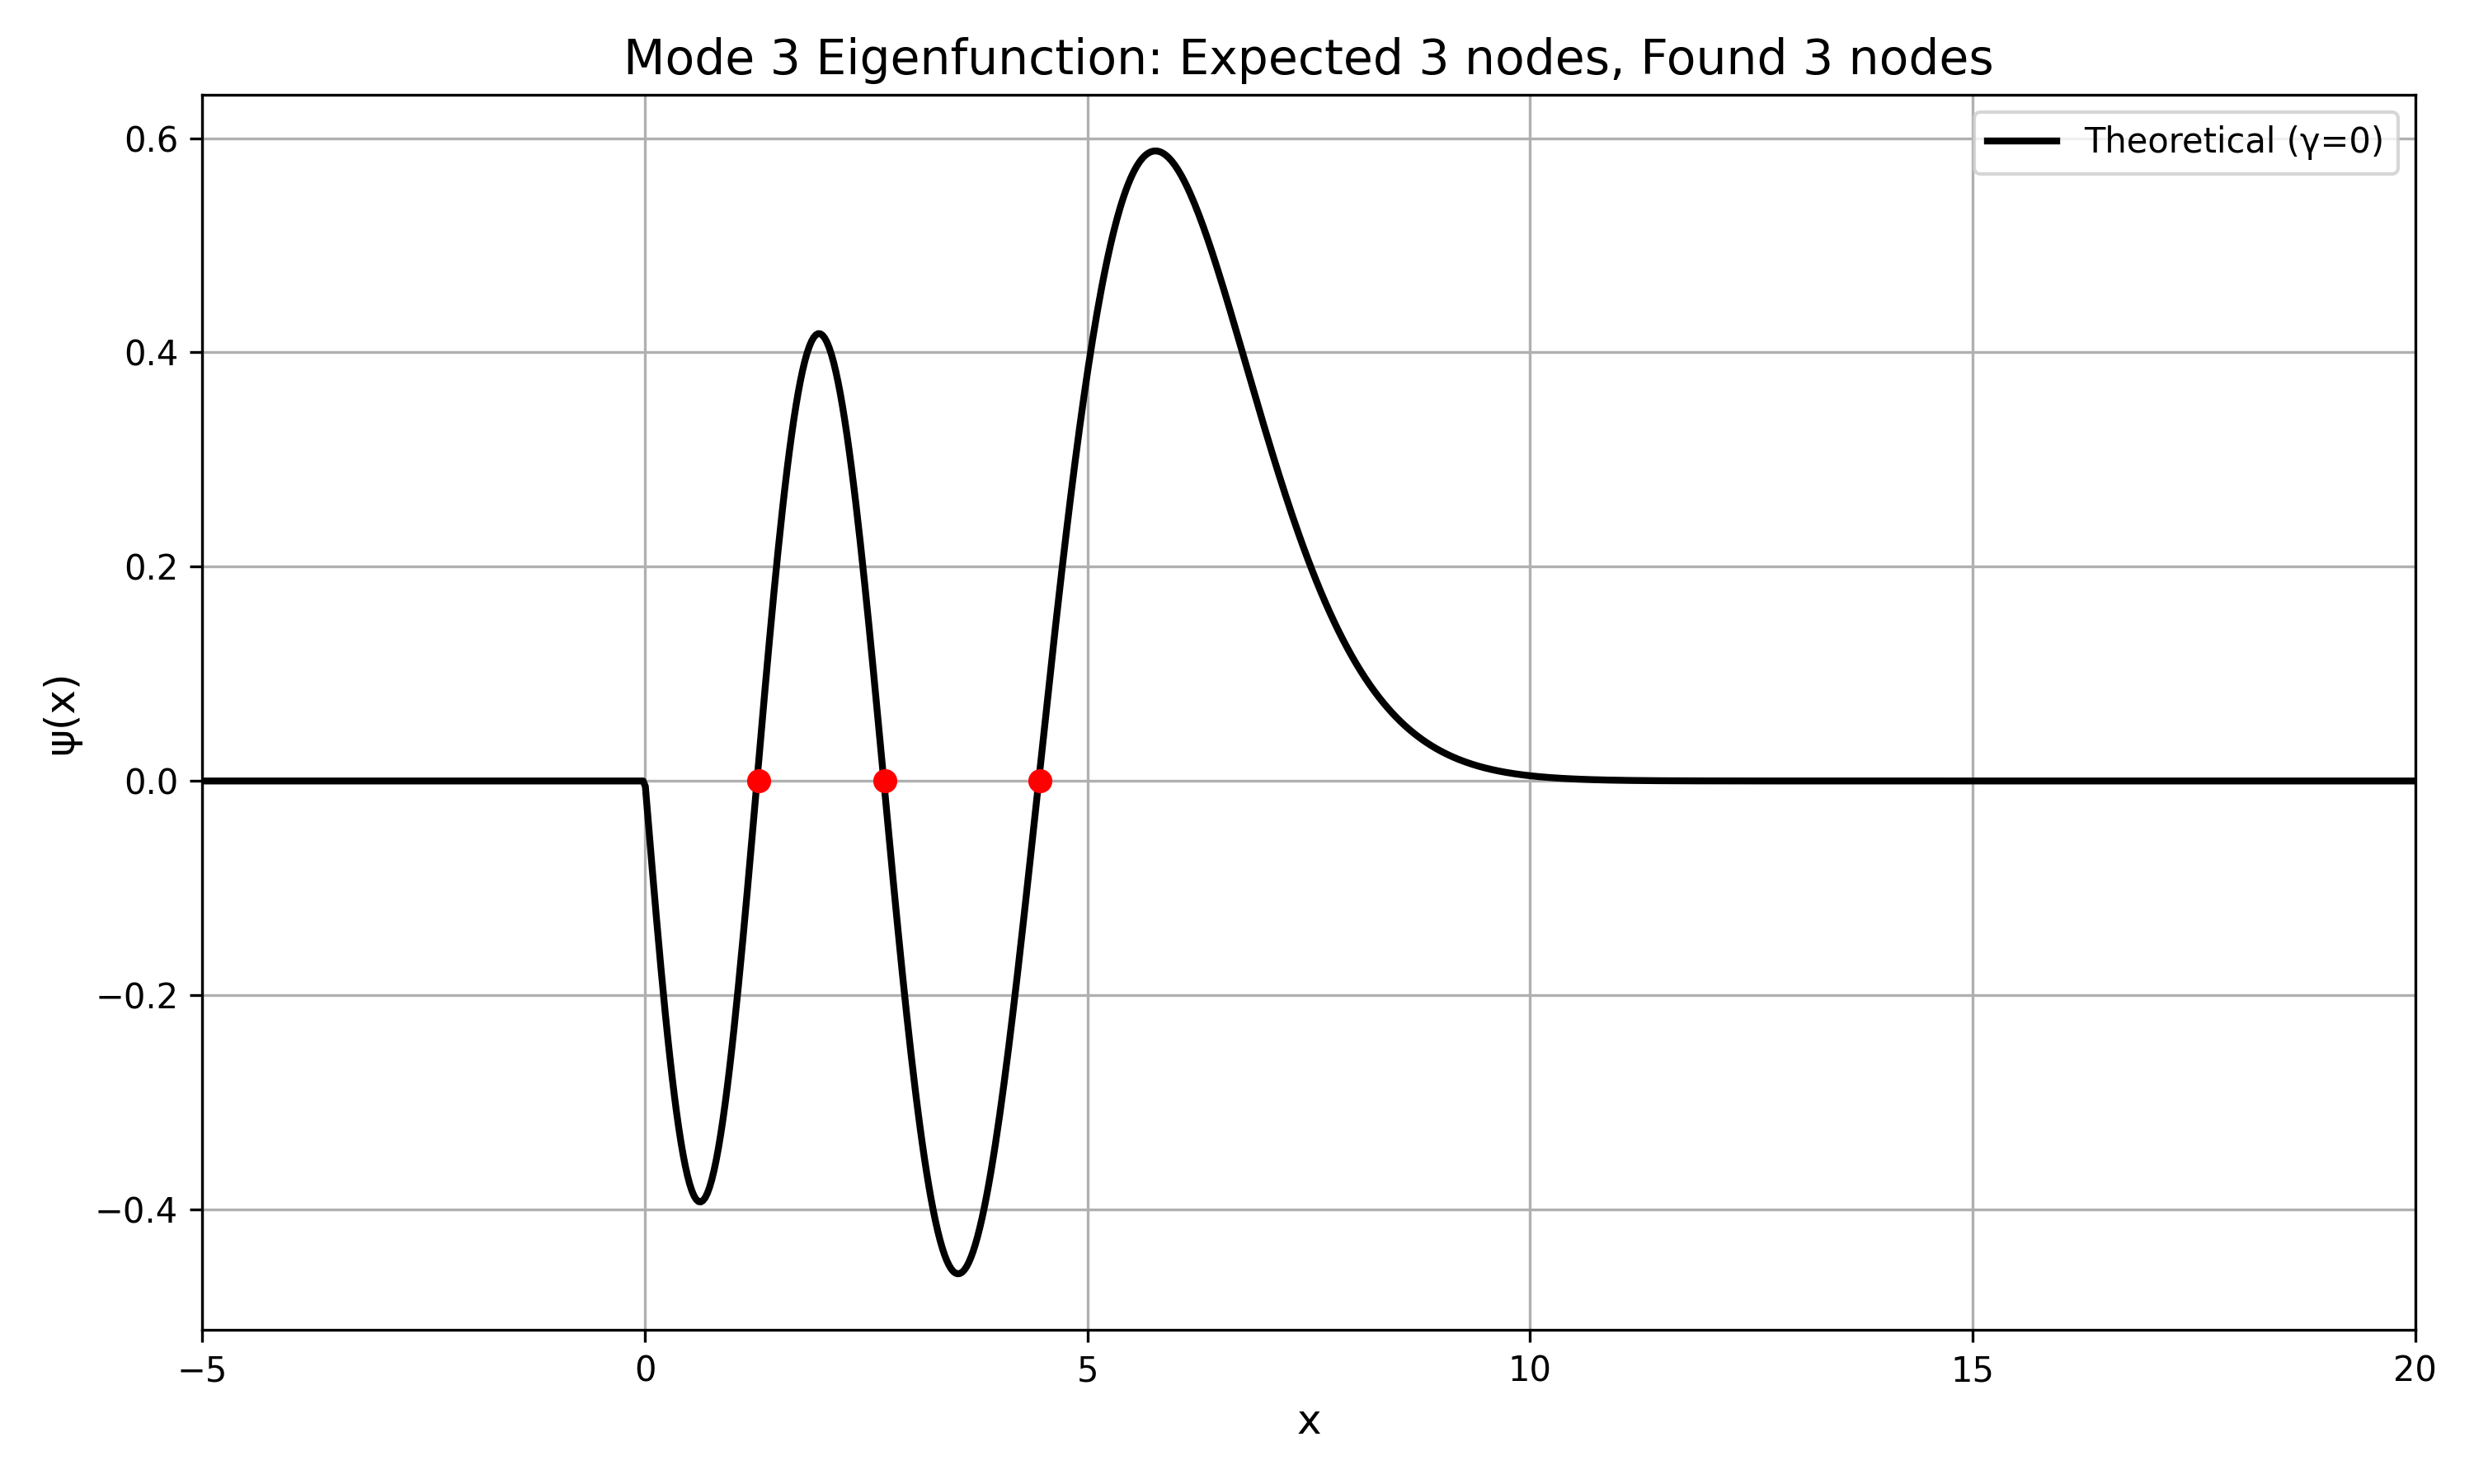 Mode 3 Eigenfunction: Expected 3 nodes, Found 3 nodes
Theoretical (γ=0)
0.6
0.4
0.2
0.0
−0.2
−0.4
ψ(x)
−5 0 5 10 15 20
x